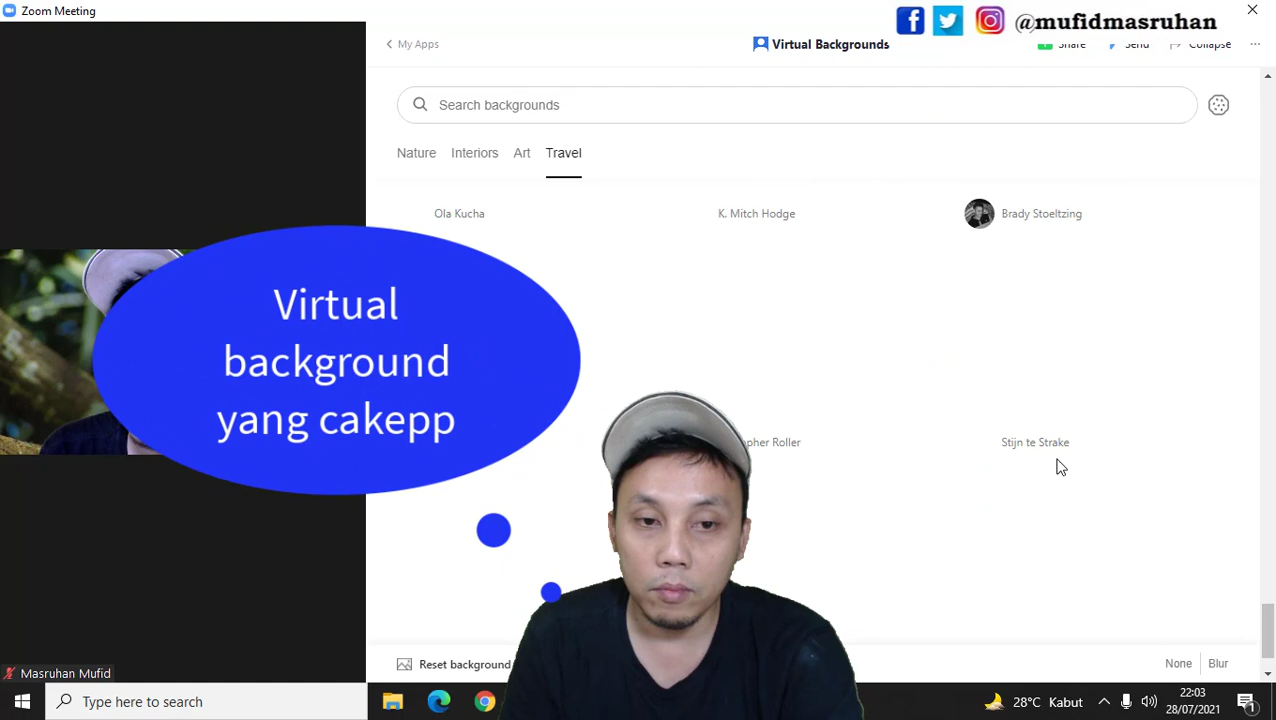 Zoom Meeting
@mufidmasruhan
My Apps
Virtual Backgrounds
Share
Send
Collapse
Search backgrounds
Nature
Interiors
Art
Travel
Ola Kucha
K. Mitch Hodge
Brady Stoeltzing
Virtual
background
yang cakepp
Roller
Stijn te Strake
Reset background
None
Blur
Masruhan Mufid
Type here to search
28°C Kabut
22:03
28/07/2021
1